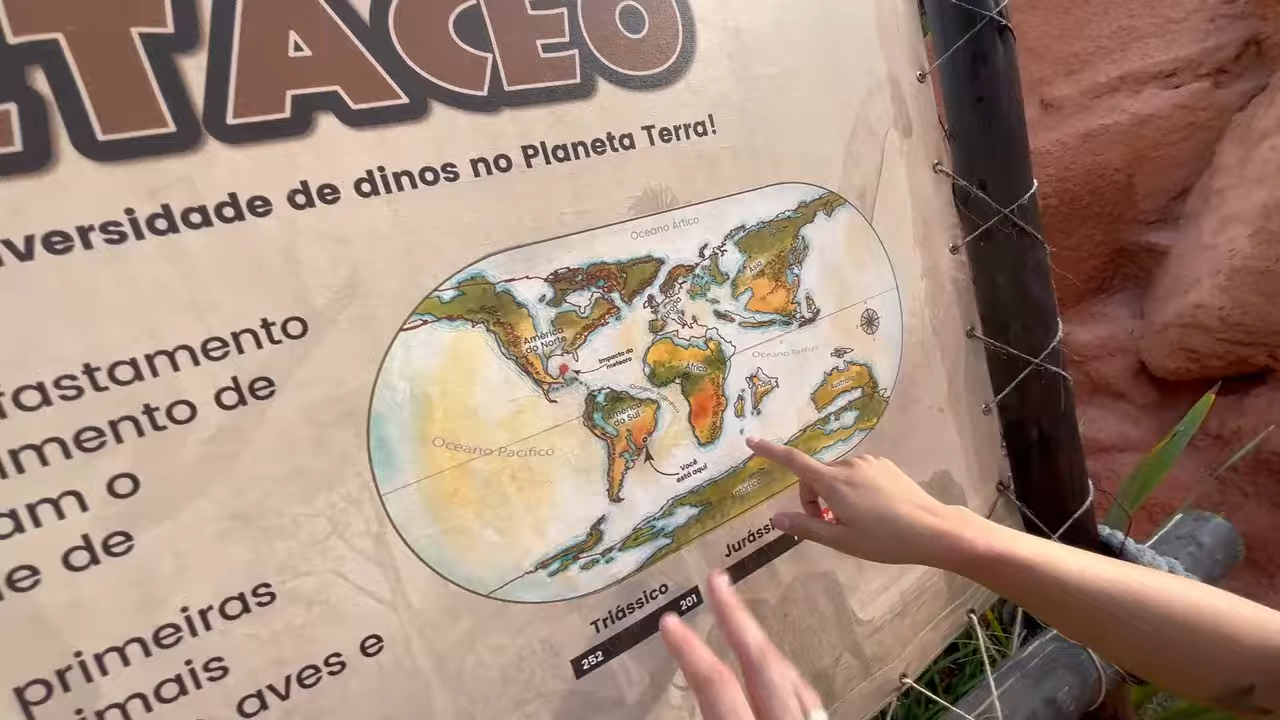 TACEO
versidade de dinos no Planeta Terra!
fastamento
imento de
am o
e de
primeiras
imais
aves e
Oceano Ártico
Ásia
Europa
América
do Norte
Impacto do
meteoro
Oceano Tethys
África
Índia
Austrália
América
do Sul
Oceano Pacífico
Você
está aqui
Antártica
Jurássi
Triássico
201
252